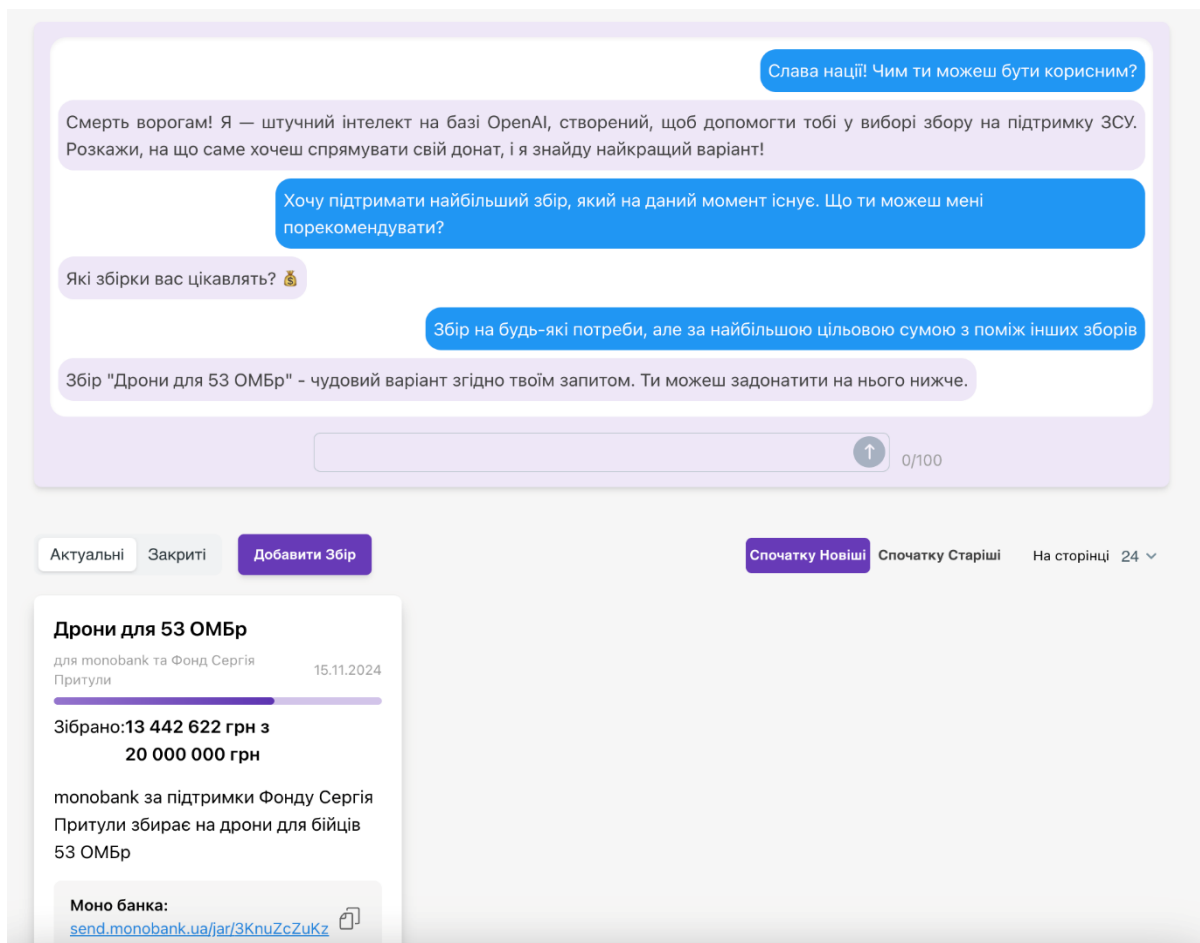 Слава нації! Чим ти можеш бути корисним?
Смерть ворогам! Я — штучний інтелект на базі OpenAI, створений, щоб допомогти тобі у виборі збору на підтримку ЗСУ.
Розкажи, на що саме хочеш спрямувати свій донат, і я знайду найкращий варіант!
Хочу підтримати найбільший збір, який на даний момент існує. Що ти можеш мені
порекомендувати?
Які збірки вас цікавлять? 💰
Збір на будь-які потреби, але за найбільшою цільовою сумою з поміж інших зборів
Збір "Дрони для 53 ОМБр" - чудовий варіант згідно твоїм запитом. Ти можеш задонатити на нього нижче.
0/100
Актуальні Закриті Добавити Збір Спочатку Новіші Спочатку Старіші На сторінці 24
Дрони для 53 ОМБр
для monobank та Фонд Сергія
Притули
15.11.2024
Зібрано:13 442 622 грн з
20 000 000 грн
monobank за підтримки Фонду Сергія
Притули збирає на дрони для бійців
53 ОМБр
Моно банка:
send.monobank.ua/jar/3KnuZcZuKz